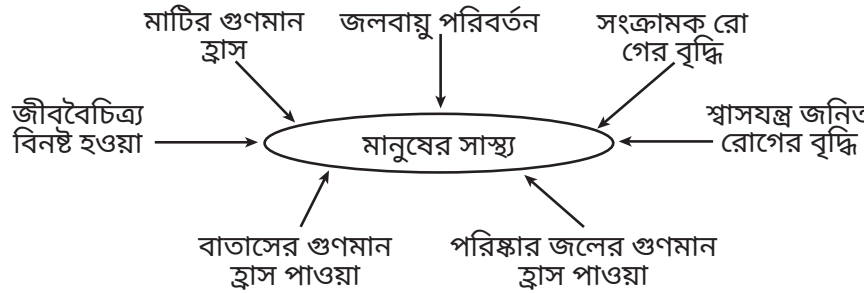 মাটির গুণমান
হ্রাস
জলবায়ু পরিবর্তন
সংক্রামক রো
গের বৃদ্ধি
জীববৈচিত্র্য
বিনষ্ট হওয়া
মানুষের সাস্থ্য
শ্বাসযন্ত্র জনিত
রোগের বৃদ্ধি
বাতাসের গুণমান
হ্রাস পাওয়া
পরিষ্কার জলের গুণমান
হ্রাস পাওয়া